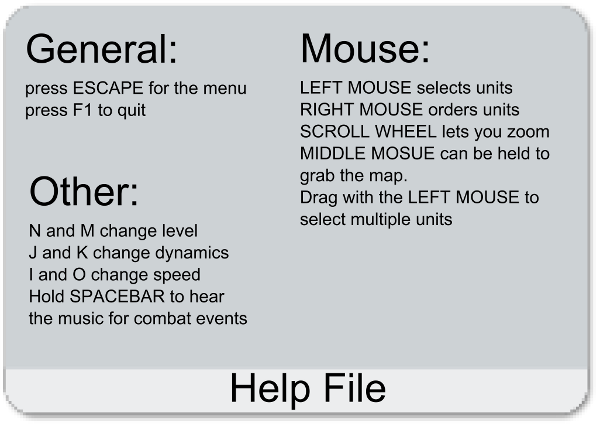 General:
press ESCAPE for the menu
press F1 to quit
Other:
N and M change level
J and K change dynamics
I and O change speed
Hold SPACEBAR to hear
the music for combat events
Mouse:
LEFT MOUSE selects units
RIGHT MOUSE orders units
SCROLL WHEEL lets you zoom
MIDDLE MOSUE can be held to
grab the map.
Drag with the LEFT MOUSE to
select multiple units
Help File